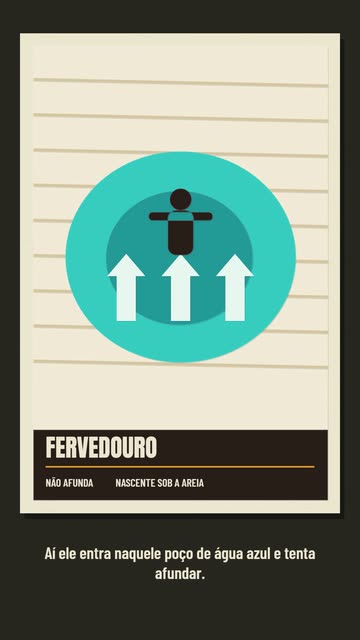 FERVEDOURO
NÃO AFUNDA NASCENTE SOB A AREIA
Aí ele entra naquele poço de água azul e tenta
afundar.